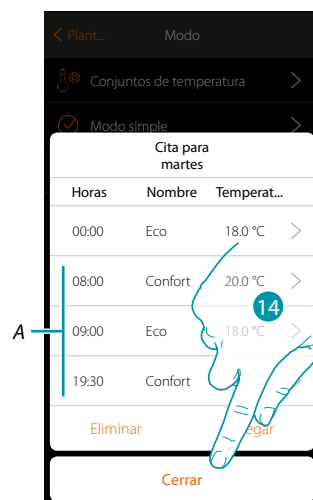 < Plant... Modo
Conjuntos de temperatura >
Modo simple >
Cita para
martes
Horas Nombre Temperat...
00:00 Eco 18.0 °C >
08:00 Confort 20.0 °C >
14
A
09:00 Eco 18.0 °C >
19:30 Confort
Eliminar egar
Cerrar